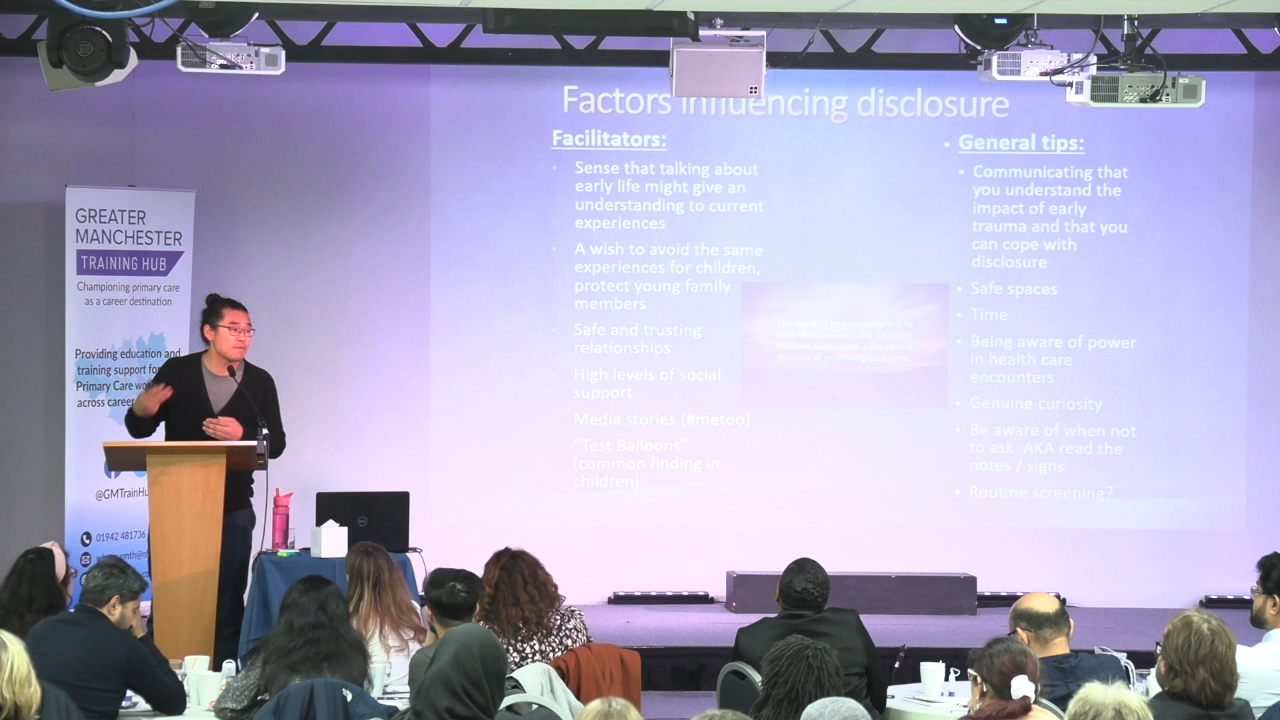 Factors influencing disclosure
Facilitators:
Sense that talking about
early life might give an
understanding to current
experiences
A wish to avoid the same
experiences for children,
protect young family
members
Safe and trusting
relationships
High levels of social
support
Media stories (#metoo)
"Test Balloons"
(common finding in
children)
General tips:
Communicating that
you understand the
impact of early
trauma and that you
can cope with
disclosure
Safe spaces
Time
Being aware of power
in health care
encounters
Genuine curiosity
Be aware of when not
to ask: AKA read the
notes / signs
Routine screening?
GREATER
MANCHESTER
TRAINING HUB
Championing primary care
as a career destination
Providing education and
training support for
Primary Care
across career
@GMTrainHu
01942 481736
DELL